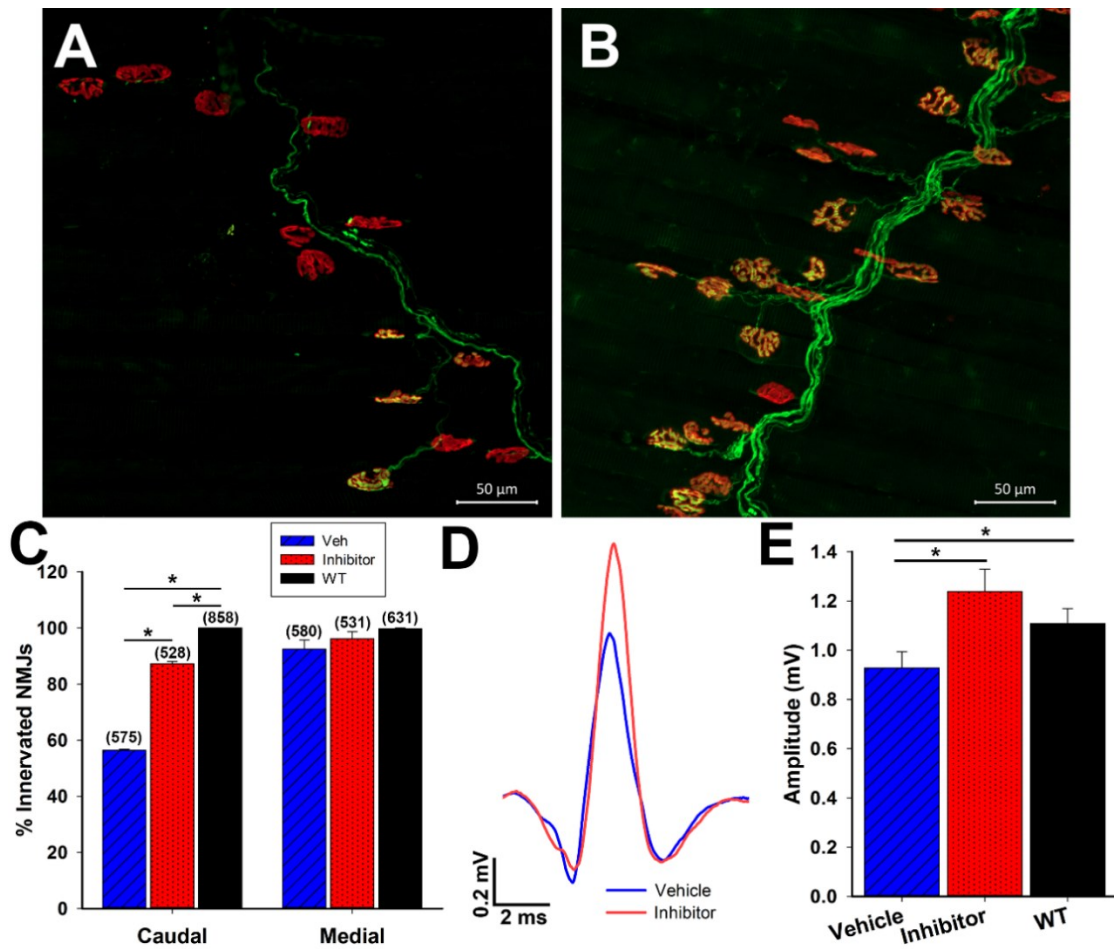 A
B
50 µm
50 µm
C
Veh
Inhibitor
WT
% Innervated NMJs
120
100
80
60
40
20
0
*
*
*
(575)
(528)
(858)
(580)
(531)
(631)
Caudal
Medial
D
0.2 mV
2 ms
Vehicle
Inhibitor
E
*
*
Amplitude (mV)
1.4
1.2
1.0
0.8
0.6
0.4
0.2
0.0
Vehicle
Inhibitor
WT